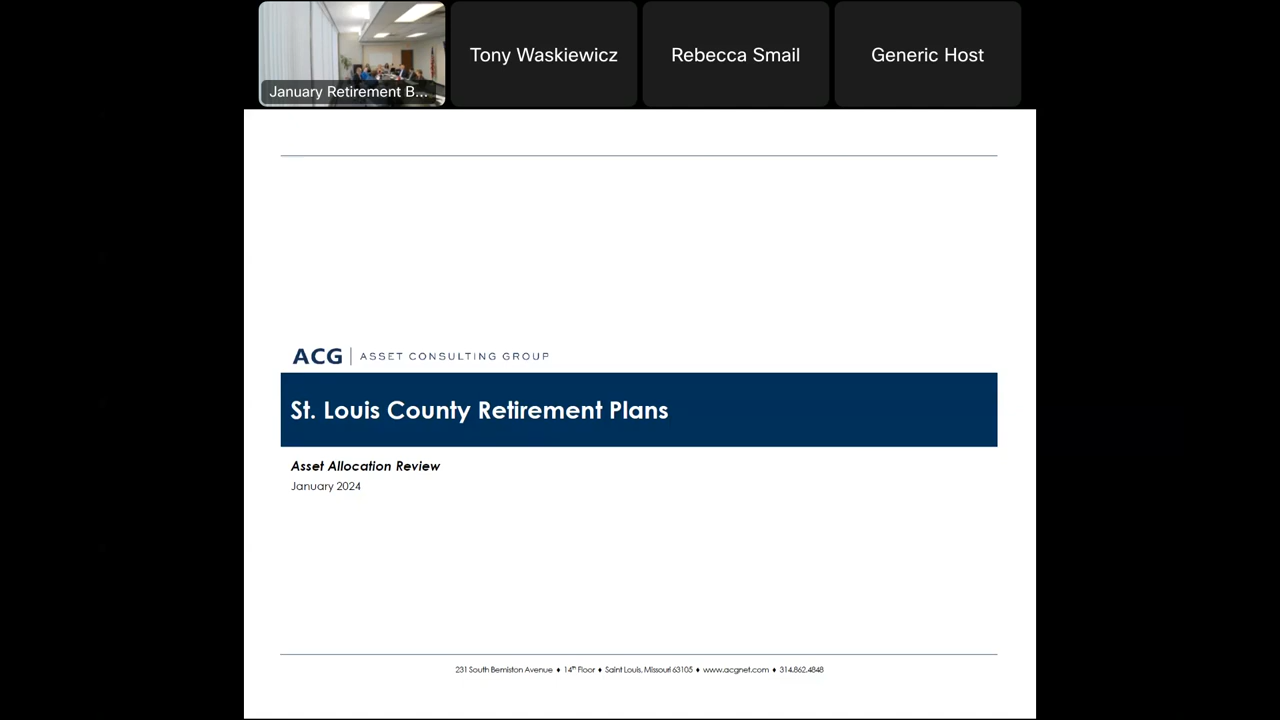 January Retirement B...
Tony Waskiewicz
Rebecca Smail
Generic Host
ACG | ASSET CONSULTING GROUP
St. Louis County Retirement Plans
Asset Allocation Review
January 2024
231 South Bemiston Avenue ♦ 14th Floor ♦ Saint Louis, Missouri 63105 ♦ www.acgnet.com ♦ 314.862.4848